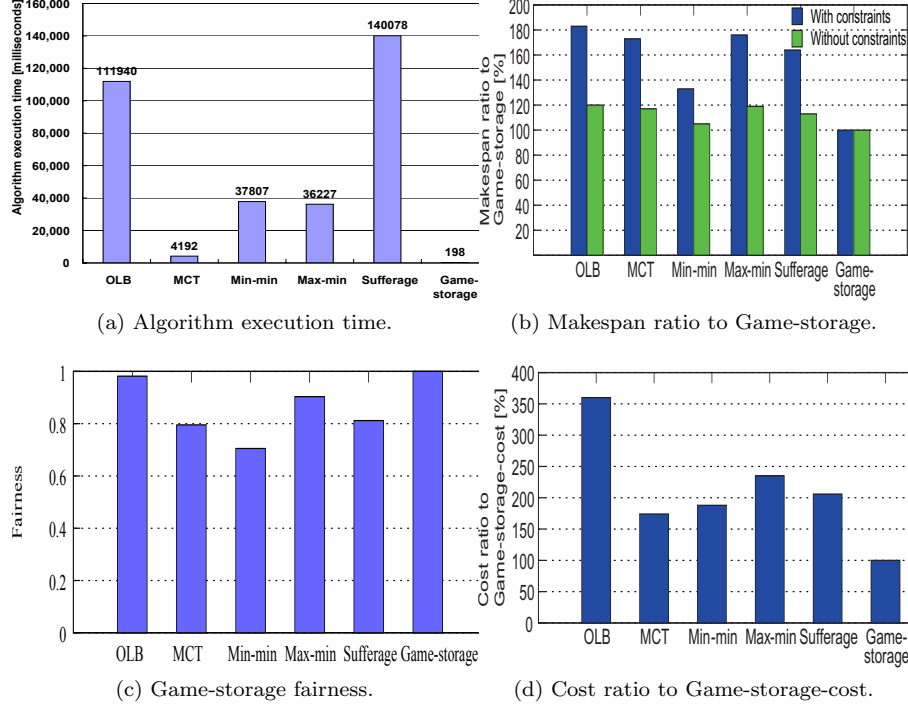 Algorithm execution time [milliseconds]
160,000
140,000
120,000
100,000
80,000
60,000
40,000
20,000
0
111940
4192
37807
36227
140078
198
OLB MCT Min-min Max-min Sufferage Game-
storage
(a) Algorithm execution time.
Makespan ratio to
Game-storage [%]
200
180
160
140
120
100
80
60
40
20
With constraints
Without constraints
OLB MCT Min-min Max-min Sufferage Game-
storage
(b) Makespan ratio to Game-storage.
Fairness
1
0.8
0.6
0.4
0.2
0
OLB MCT Min-min Max-min Sufferage Game-storage
(c) Game-storage fairness.
Cost ratio to
Game-storage-cost [%]
400
350
300
250
200
150
100
50
0
OLB MCT Min-min Max-min Sufferage Game-
storage
(d) Cost ratio to Game-storage-cost.